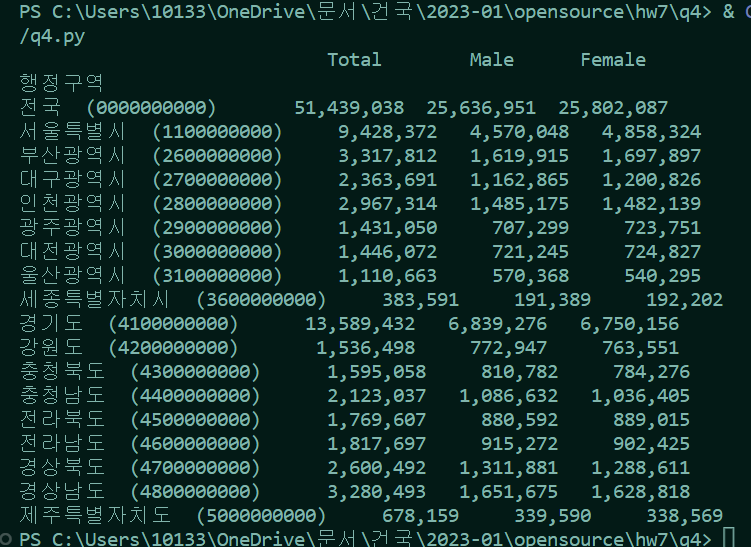 PS C:\Users\10133\OneDrive\문서\건국\2023-01\opensource\hw7\q4> &
/q4.py
Total Male Female
행정구역
전국 (0000000000) 51,439,038 25,636,951 25,802,087
서울특별시 (1100000000) 9,428,372 4,570,048 4,858,324
부산광역시 (2600000000) 3,317,812 1,619,915 1,697,897
대구광역시 (2700000000) 2,363,691 1,162,865 1,200,826
인천광역시 (2800000000) 2,967,314 1,485,175 1,482,139
광주광역시 (2900000000) 1,431,050 707,299 723,751
대전광역시 (3000000000) 1,446,072 721,245 724,827
울산광역시 (3100000000) 1,110,663 570,368 540,295
세종특별자치시 (3600000000) 383,591 191,389 192,202
경기도 (4100000000) 13,589,432 6,839,276 6,750,156
강원도 (4200000000) 1,536,498 772,947 763,551
충청북도 (4300000000) 1,595,058 810,782 784,276
충청남도 (4400000000) 2,123,037 1,086,632 1,036,405
전라북도 (4500000000) 1,769,607 880,592 889,015
전라남도 (4600000000) 1,817,697 915,272 902,425
경상북도 (4700000000) 2,600,492 1,311,881 1,288,611
경상남도 (4800000000) 3,280,493 1,651,675 1,628,818
제주특별자치도 (5000000000) 678,159 339,590 338,569
PS C:\Users\10133\OneDrive\문서\건국\2023-01\opensource\hw7\q4>